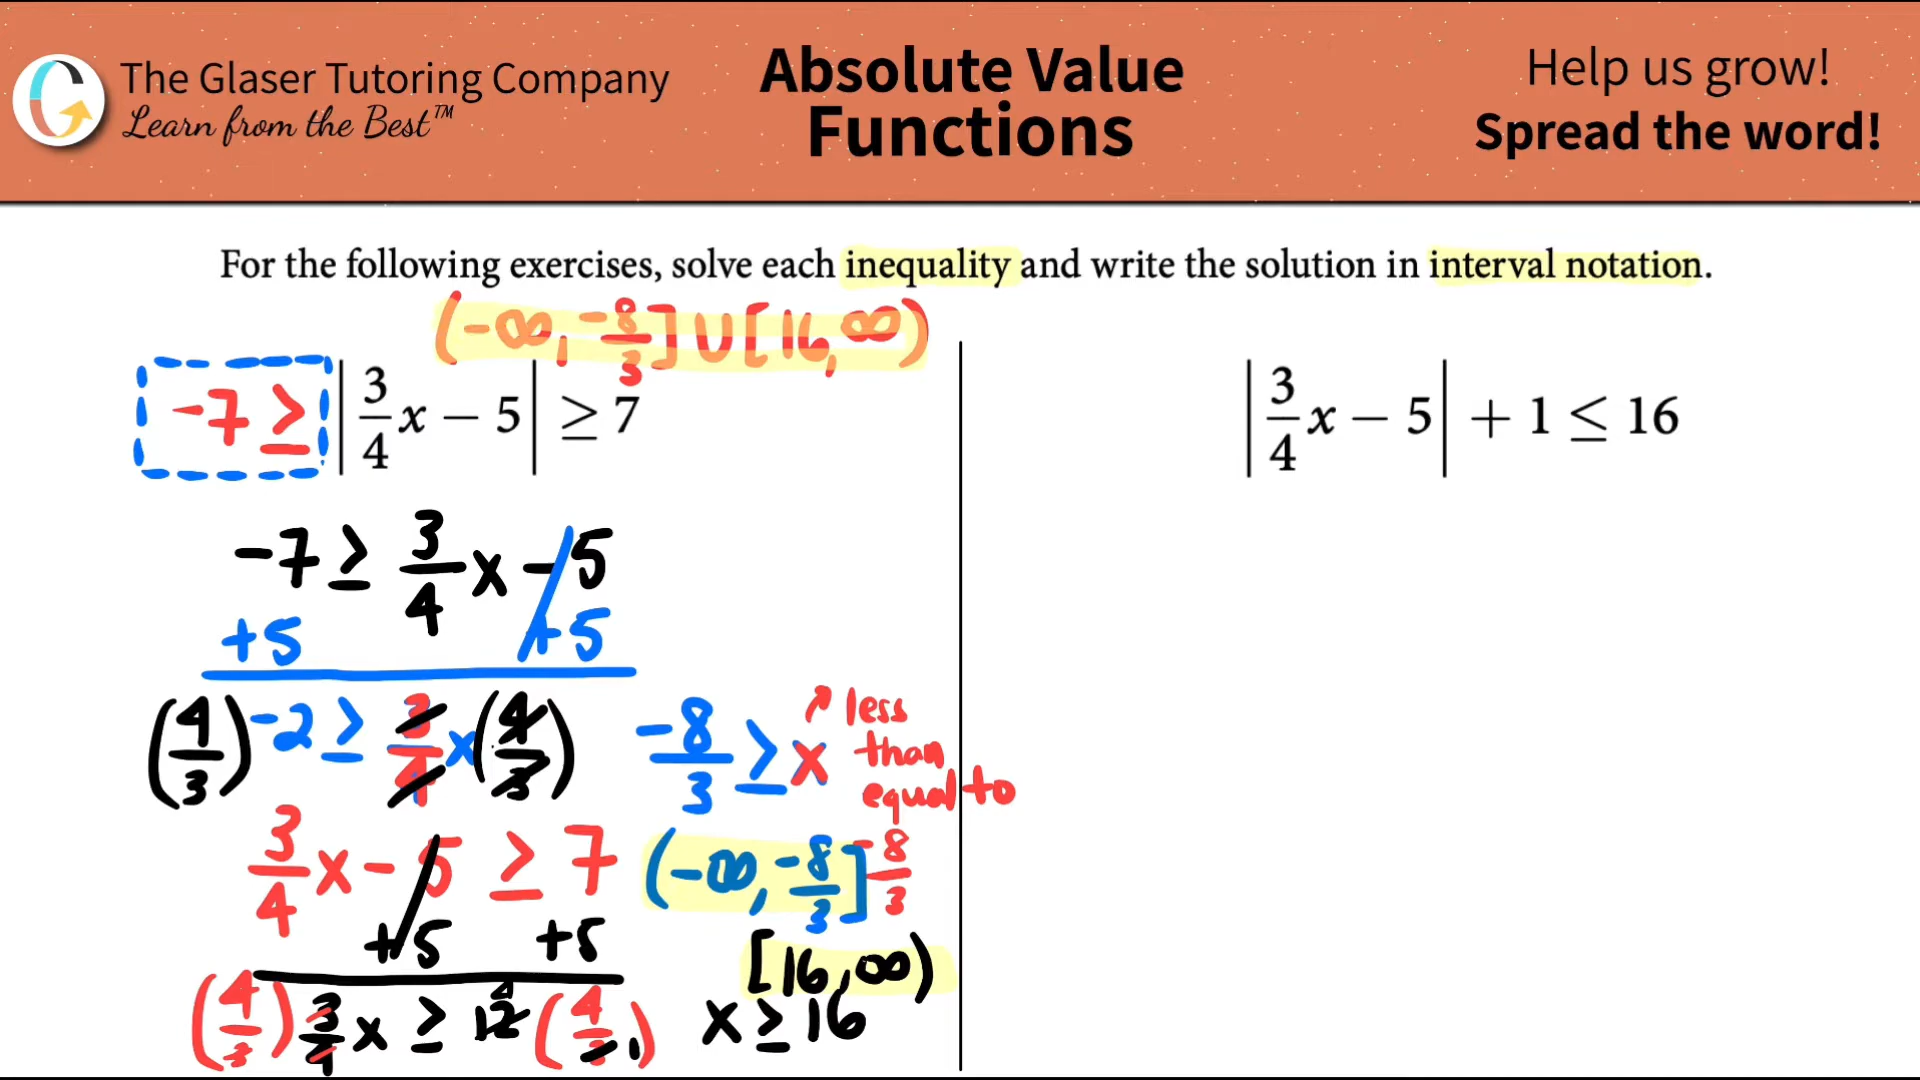 The Glaser Tutoring Company
Learn from the Best™
Absolute Value
Functions
Help us grow!
Spread the word!
For the following exercises, solve each inequality and write the solution in interval notation.
(-∞, -8/3] U [16, ∞)
-7 ≥ |3/4 x − 5| ≥ 7
|3/4 x − 5| + 1 ≤ 16
-7 ≥ 3/4 x - 5
+5 +5
(4/3) -2 ≥ 3/4 x (4/3)
-8/3 ≥ x
less
than
equal to
-8/3
(-∞, -8/3]
3/4 x - 5 ≥ 7
+5 +5
[16, ∞)
(4/3) 3/4 x ≥ 12 4 (4/3) 1
x ≥ 16